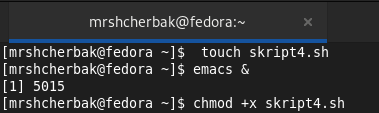 mrshcherbak@fedora:~ ×
[mrshcherbak@fedora ~]$  touch skript4.sh
[mrshcherbak@fedora ~]$ emacs &
[1] 5015
[mrshcherbak@fedora ~]$ chmod +x skript4.sh